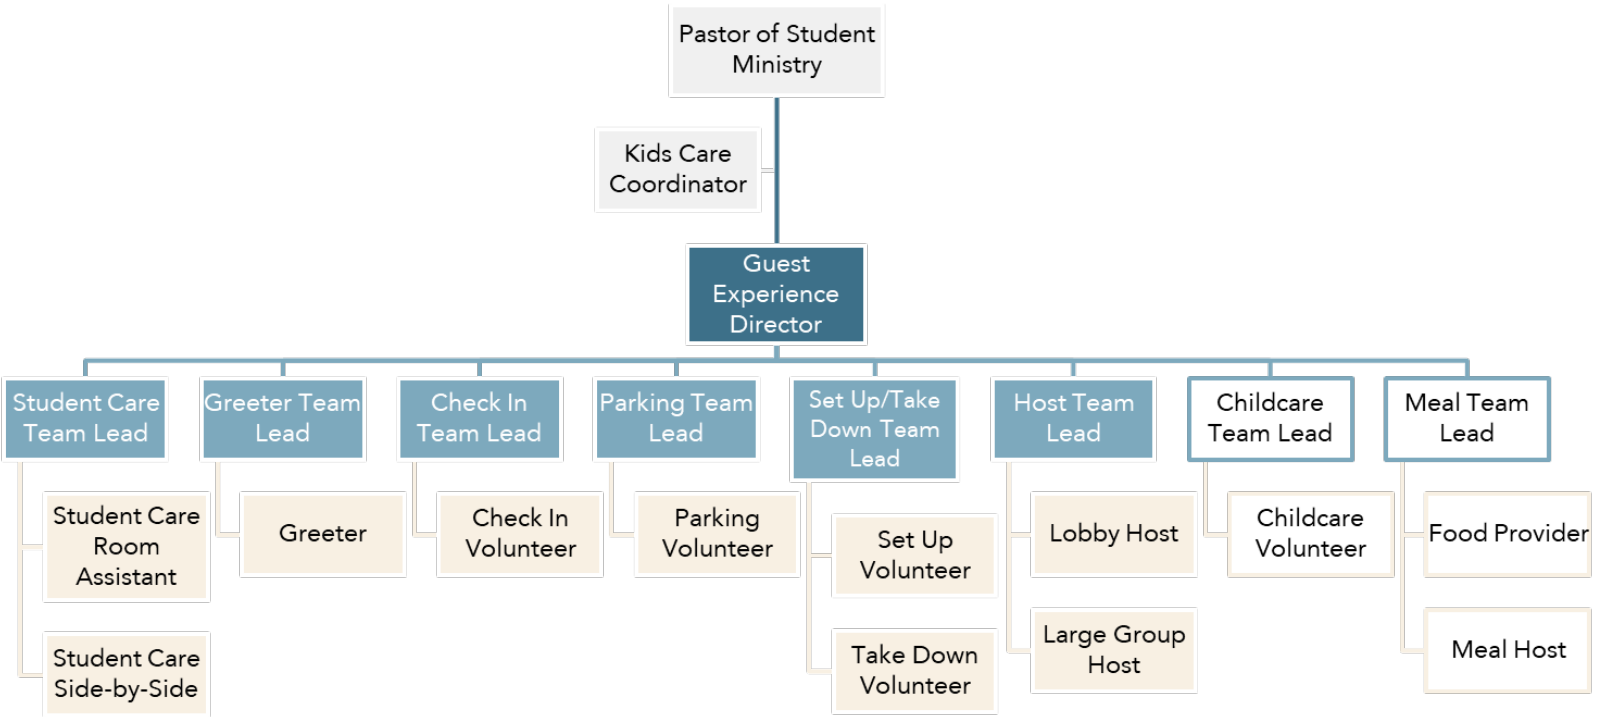 Pastor of Student
Ministry
Kids Care
Coordinator
Guest
Experience
Director
Student Care
Team Lead
Greeter Team
Lead
Check In
Team Lead
Parking Team
Lead
Set Up/Take
Down Team
Lead
Host Team
Lead
Childcare
Team Lead
Meal Team
Lead
Student Care
Room
Assistant
Greeter
Check In
Volunteer
Parking
Volunteer
Set Up
Volunteer
Lobby Host
Childcare
Volunteer
Food Provider
Student Care
Side-by-Side
Take Down
Volunteer
Large Group
Host
Meal Host